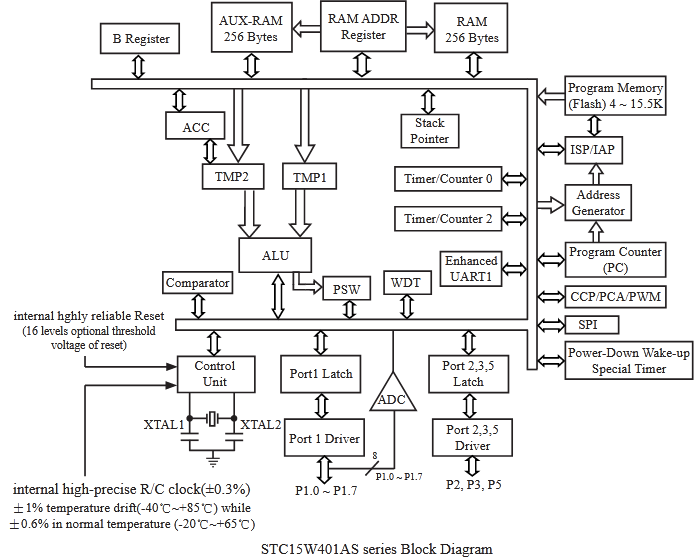 B Register
AUX-RAM
256 Bytes
RAM ADDR
Register
RAM
256 Bytes
Program Memory
(Flash) 4 ~ 15.5K
ACC
Stack
Pointer
ISP/IAP
TMP2
TMP1
Timer/Counter 0
Address
Generator
Timer/Counter 2
ALU
Enhanced
UART1
Program Counter
(PC)
Comparator
PSW
WDT
CCP/PCA/PWM
internal hghly reliable Reset
(16 levels optional threshold
voltage of reset)
SPI
Control
Unit
Port1 Latch
ADC
Port 2,3,5
Latch
Power-Down Wake-up
Special Timer
XTAL1
XTAL2
Port 1 Driver
Port 2,3,5
Driver
8
P1.0 ~ P1.7
P1.0 ~ P1.7
P2, P3, P5
internal high-precise R/C clock(±0.3%)
±1% temperature drift(-40℃~+85℃) while
±0.6% in normal temperature (-20℃~+65℃)
STC15W401AS series Block Diagram